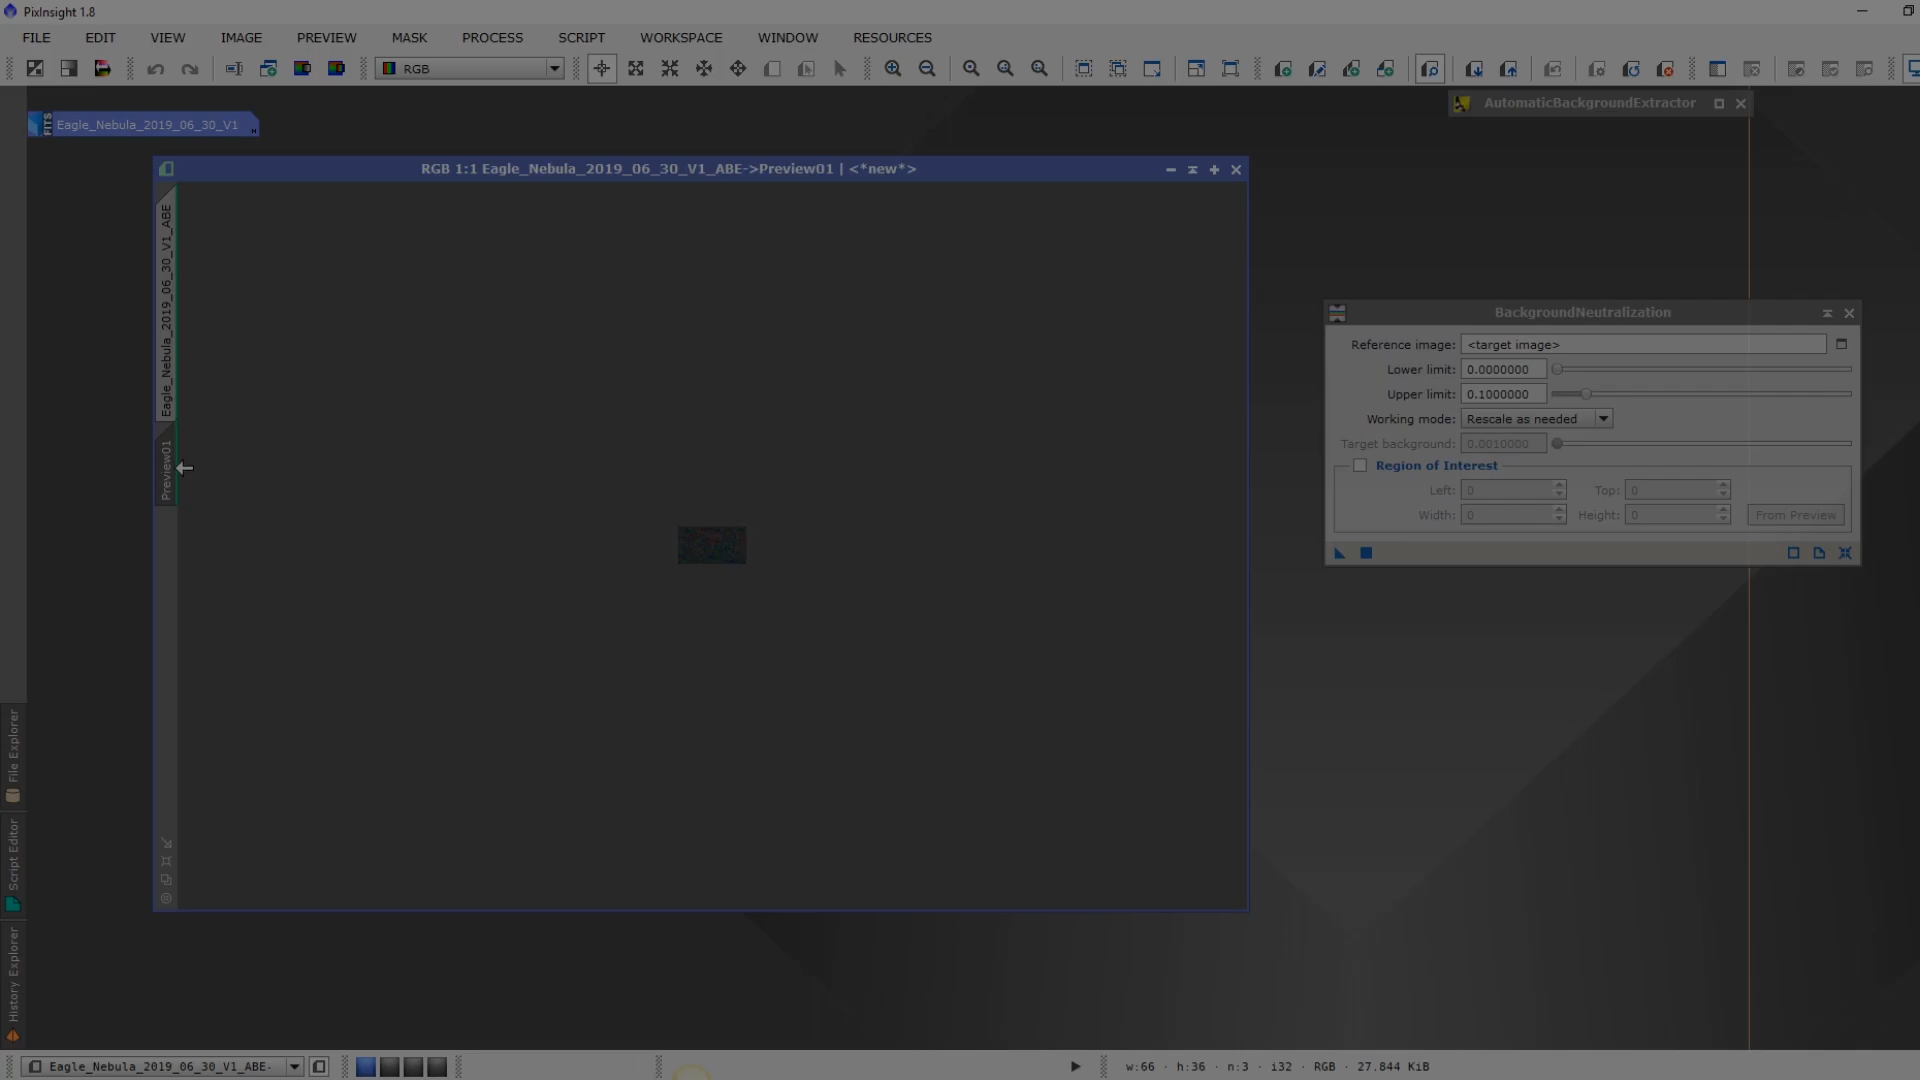 PixInsight 1.8
FILE EDIT VIEW IMAGE PREVIEW MASK PROCESS SCRIPT WORKSPACE WINDOW RESOURCES
RGB
AutomaticBackgroundExtractor
FITS
Eagle_Nebula_2019_06_30_V1
RGB 1:1 Eagle_Nebula_2019_06_30_V1_ABE->Preview01 | <*new*>
Eagle_Nebula_2019_06_30_V1_ABE
Preview01
BackgroundNeutralization
Reference image: <target image>
Lower limit: 0.0000000
Upper limit: 0.1000000
Working mode: Rescale as needed
Target background: 0.0010000
Region of Interest
Left: 0 Top: 0
Width: 0 Height: 0 From Preview
File Explorer
Script Editor
History Explorer
Eagle_Nebula_2019_06_30_V1_ABE-
w:66 · h:36 · n:3 · i32 · RGB · 27.844 KiB